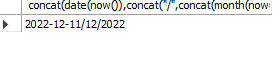 concat(date(now()),concat("/",concat(month(now
2022-12-11/12/2022